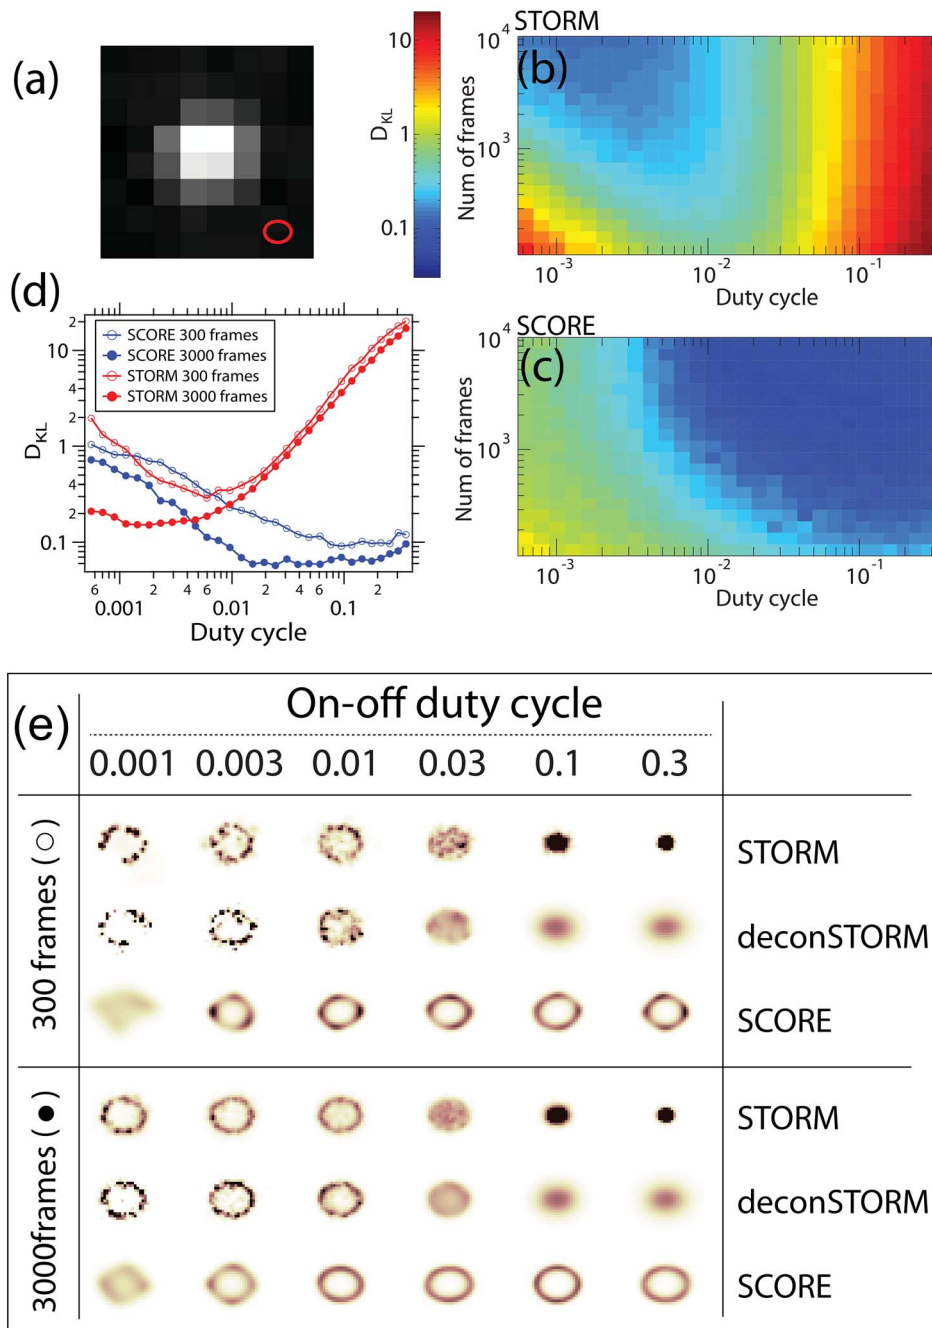 (a)
10
1
0.1
D_KL
STORM
(b)
10^4
10^3
Num of frames
10^-3
10^-2
10^-1
Duty cycle
(d)
SCORE 300 frames
SCORE 3000 frames
STORM 300 frames
STORM 3000 frames
2
10
6
4
2
1
6
4
2
0.1
D_KL
6
2
4
6
2
4
6
2
0.001
0.01
0.1
Duty cycle
SCORE
(c)
10^4
10^3
Num of frames
10^-3
10^-2
10^-1
Duty cycle
(e)
On-off duty cycle
0.001 0.003 0.01 0.03 0.1 0.3
300 frames (○)
STORM
deconSTORM
SCORE
3000frames (●)
STORM
deconSTORM
SCORE